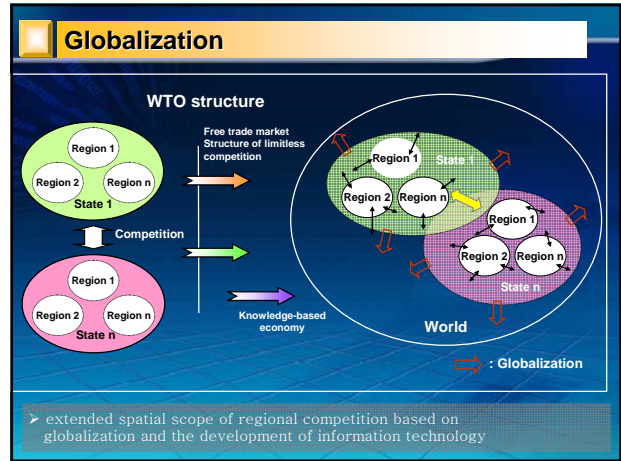 Globalization
WTO structure
Region 1
Region 2
Region n
State 1
Competition
Region 1
Region 2
Region n
State n
Free trade market
Structure of limitless
competition
Knowledge-based
economy
State 1
Region 1
Region 2
Region n
Region 1
Region 2
Region n
State n
World
: Globalization
➢ extended spatial scope of regional competition based on
globalization and the development of information technology